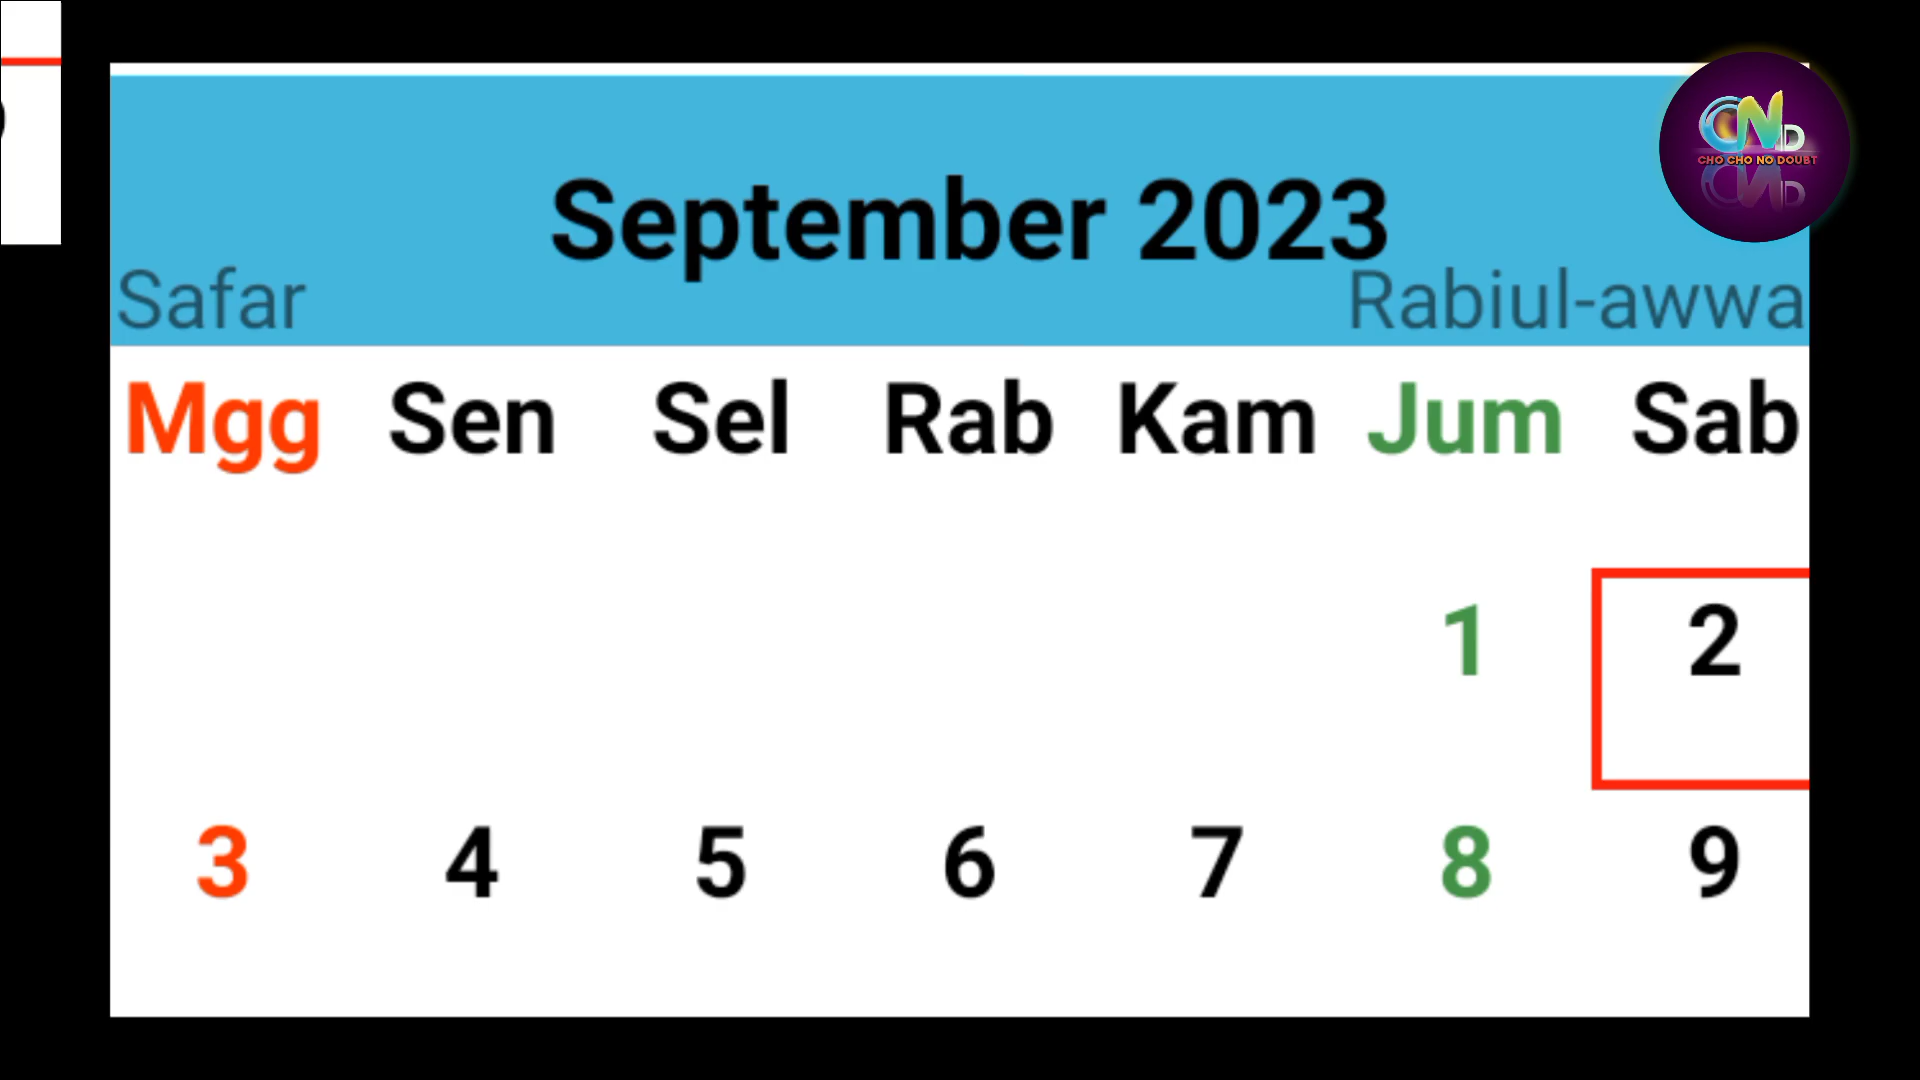 CND
CHO CHO NO DOUBT
September 2023
Safar Rabiul-awwa
Mgg Sen Sel Rab Kam Jum Sab
1 2
3 4 5 6 7 8 9